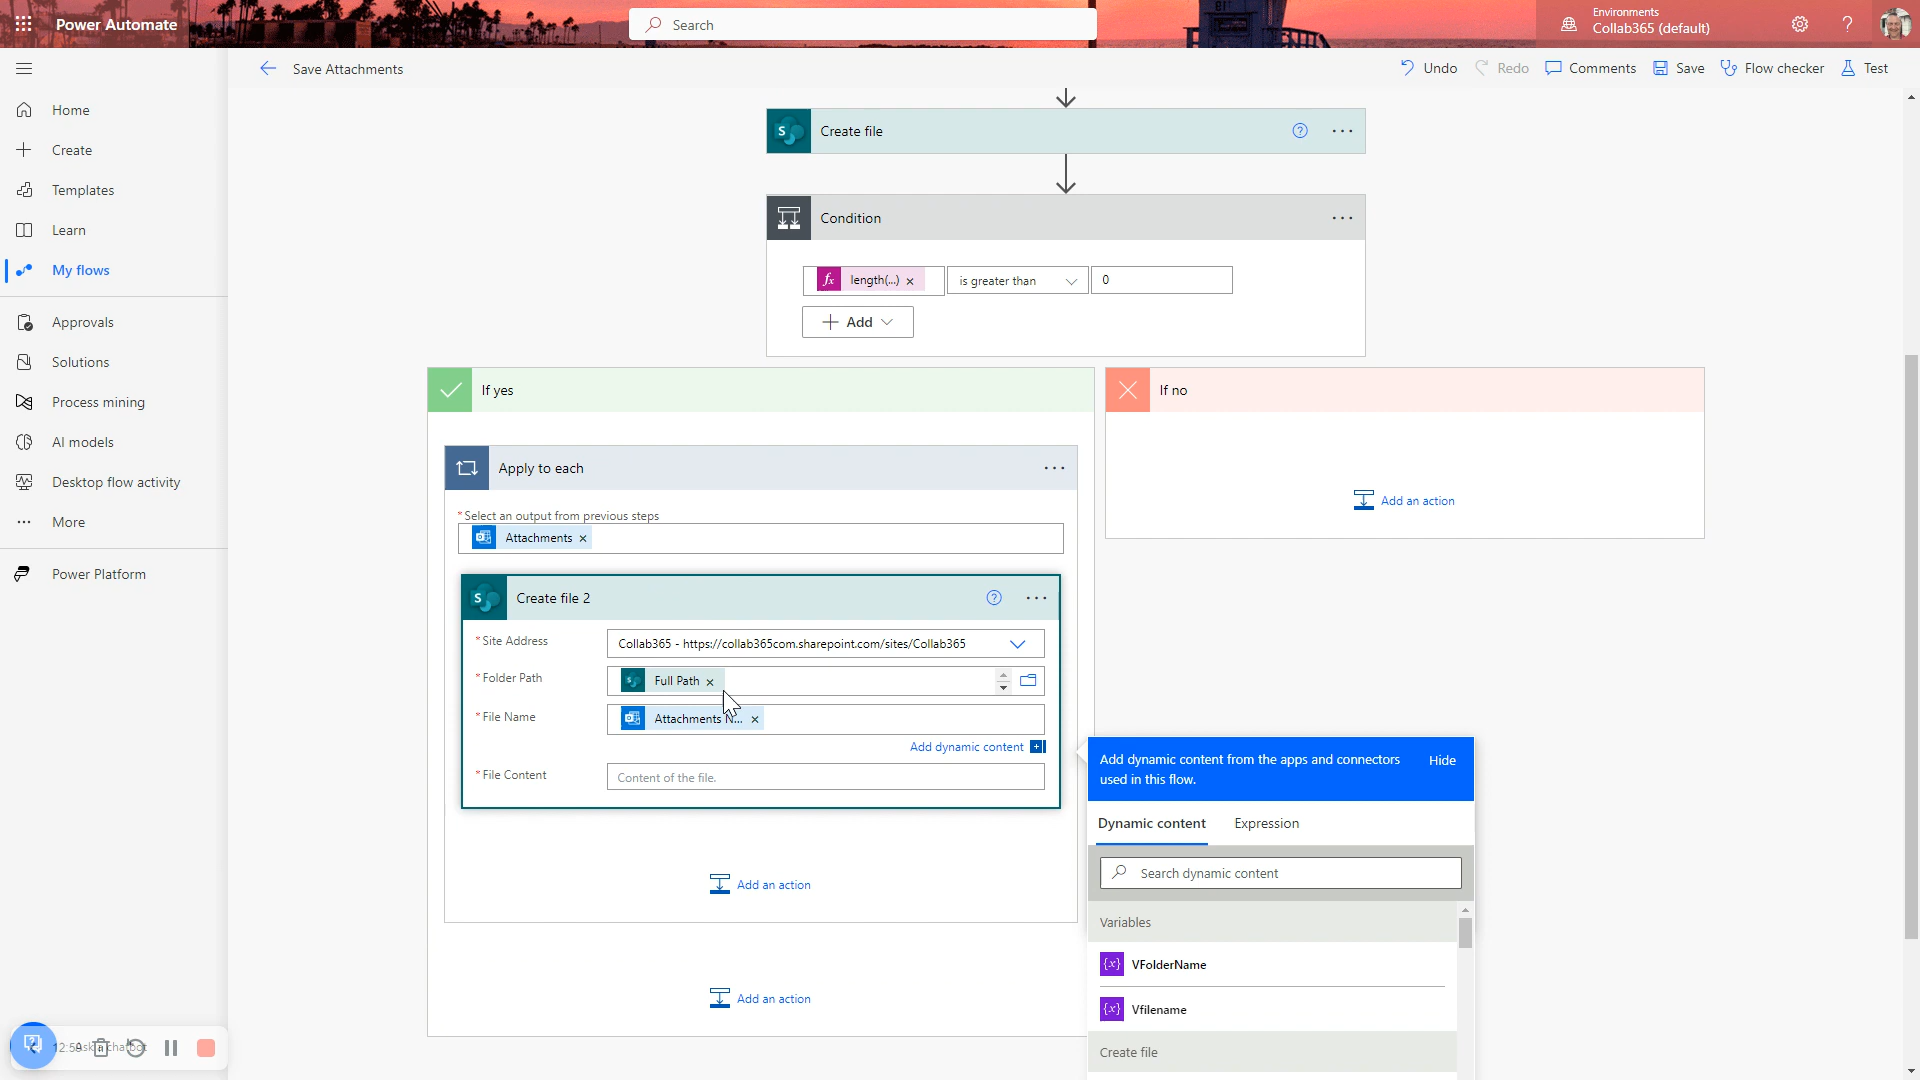 Power Automate
Search
Environments
Collab365 (default)
Save Attachments
Undo
Redo
Comments
Save
Flow checker
Test
Home
Create
Templates
Learn
My flows
Approvals
Solutions
Process mining
AI models
Desktop flow activity
More
Power Platform
Create file
Condition
fx length(...)
is greater than
0
Add
If yes
If no
Add an action
Apply to each
* Select an output from previous steps
Attachments
Create file 2
* Site Address
Collab365 - https://collab365com.sharepoint.com/sites/Collab365
* Folder Path
Full Path
* File Name
Attachments N...
Add dynamic content
* File Content
Content of the file.
Add an action
Add an action
Add dynamic content from the apps and connectors
used in this flow.
Hide
Dynamic content
Expression
Search dynamic content
Variables
{x} VFolderName
{x} Vfilename
Create file